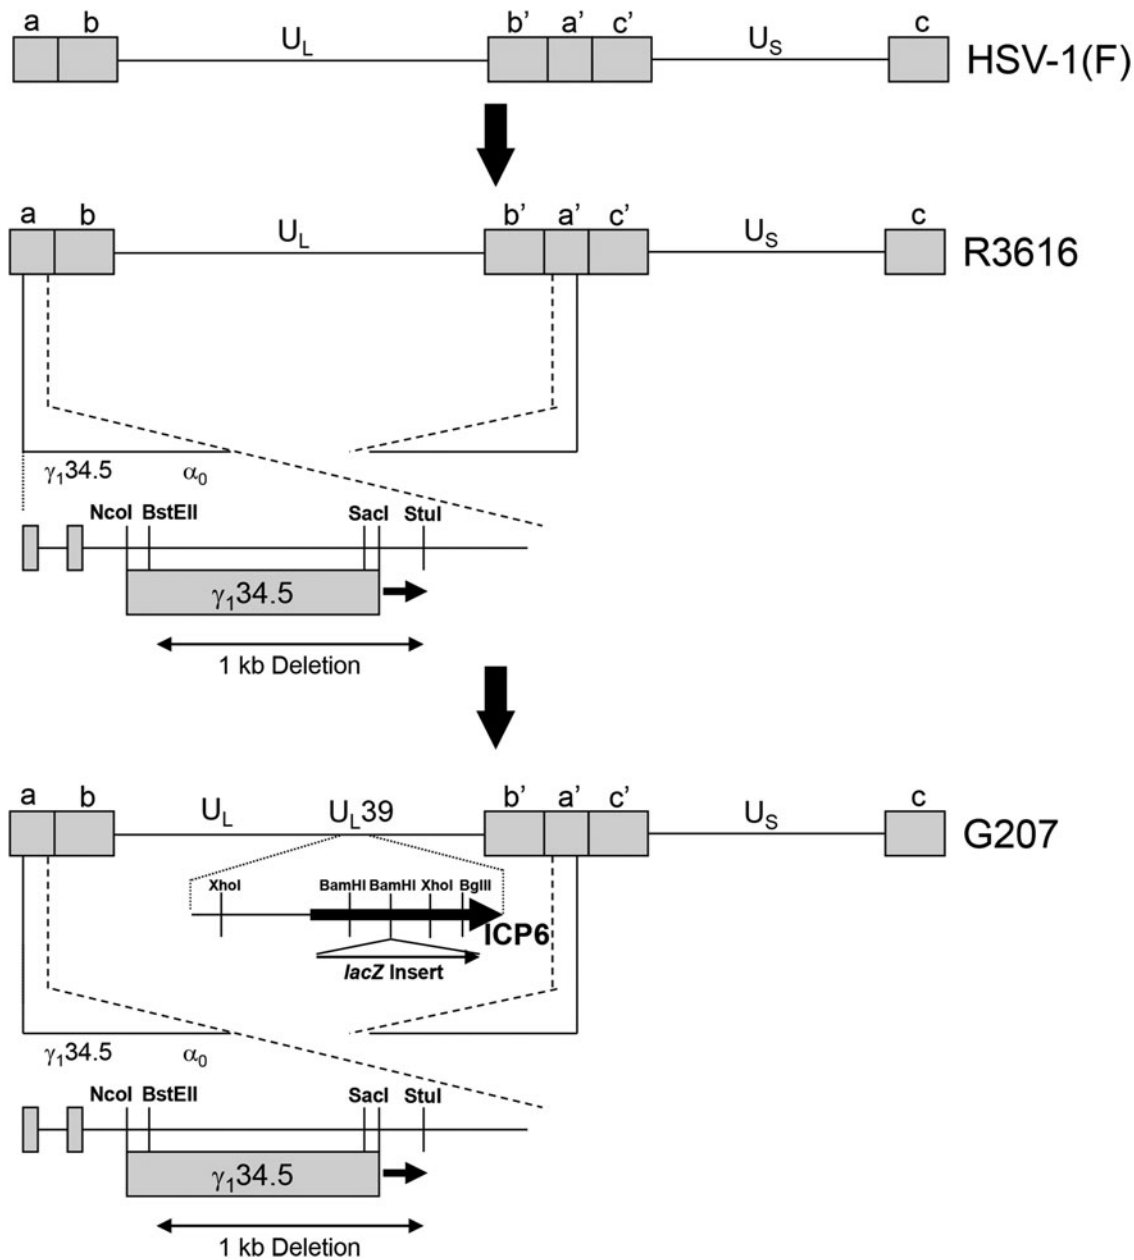 a b U_L b’ a’ c’ U_S c
HSV-1(F)
a b U_L b’ a’ c’ U_S c
R3616
γ₁34.5 α₀
NcoI BstEII SacI StuI
γ₁34.5
1 kb Deletion
a b U_L U_L39 b’ a’ c’ U_S c
G207
XhoI BamHI BamHI XhoI BglII
ICP6
lacZ Insert
γ₁34.5 α₀
NcoI BstEII SacI StuI
γ₁34.5
1 kb Deletion